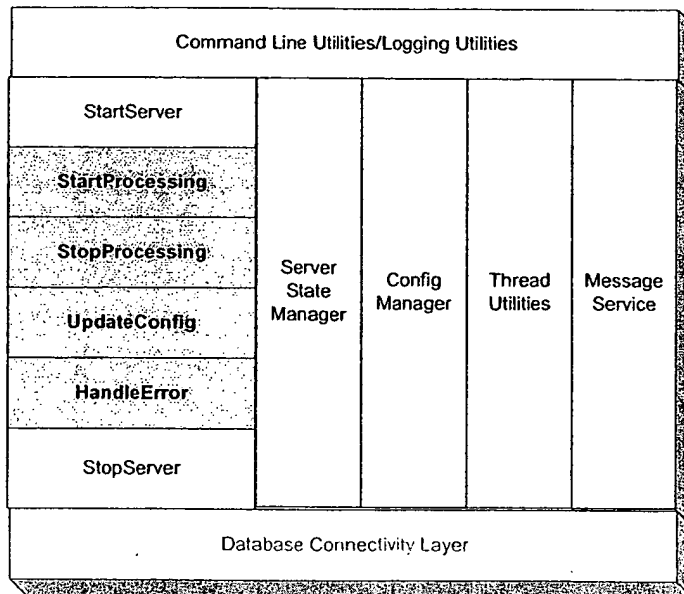 Command Line Utilities/Logging Utilities
StartServer
StartProcessing
StopProcessing
UpdateConfig
HandleError
StopServer
Server
State
Manager
Config
Manager
Thread
Utilities
Message
Service
Database Connectivity Layer